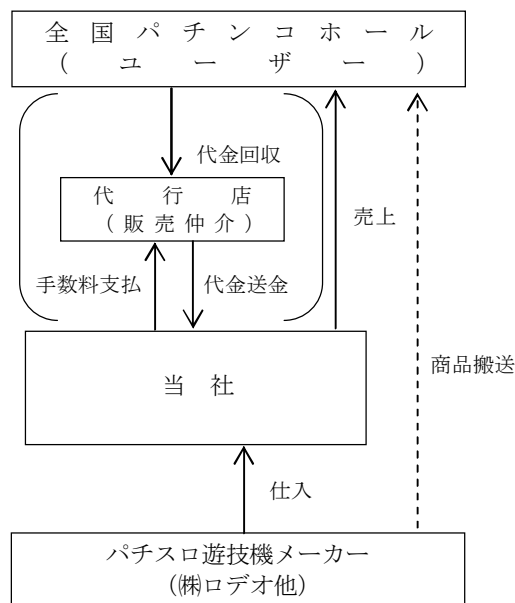 全国パチンコホール
(ユーザー)
代金回収
代行店
(販売仲介)
売上
手数料支払
代金送金
商品搬送
当社
仕入
パチスロ遊技機メーカー
(㈱ロデオ他)